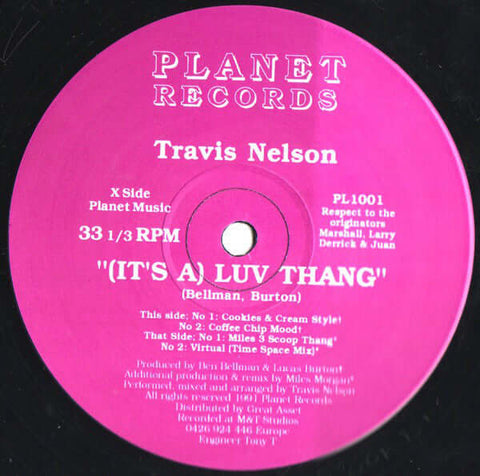 PLANET
RECORDS
Travis Nelson
X Side
Planet Music
33 1/3 RPM
PL1001
Respect to the
originators
Marshall, Larry
Derrick & Juan
"(IT'S A) LUV THANG"
(Bellman, Burton)
This side; No 1: Cookies & Cream Style†
No 2: Coffee Chip Mood†
That Side; No 1: Miles 3 Scoop Thang*
No 2: Virtual (Time Space Mix)*
Produced by Ben Bellman & Lucas Burton†
Additional production & remix by Miles Morgan*
Performed, mixed and arranged by Travis Nelson
All rights reserved 1991 Planet Records
Distributed by Great Asset
Recorded at M&T Studios
0426 924 446 Europe
Engineer Tony T